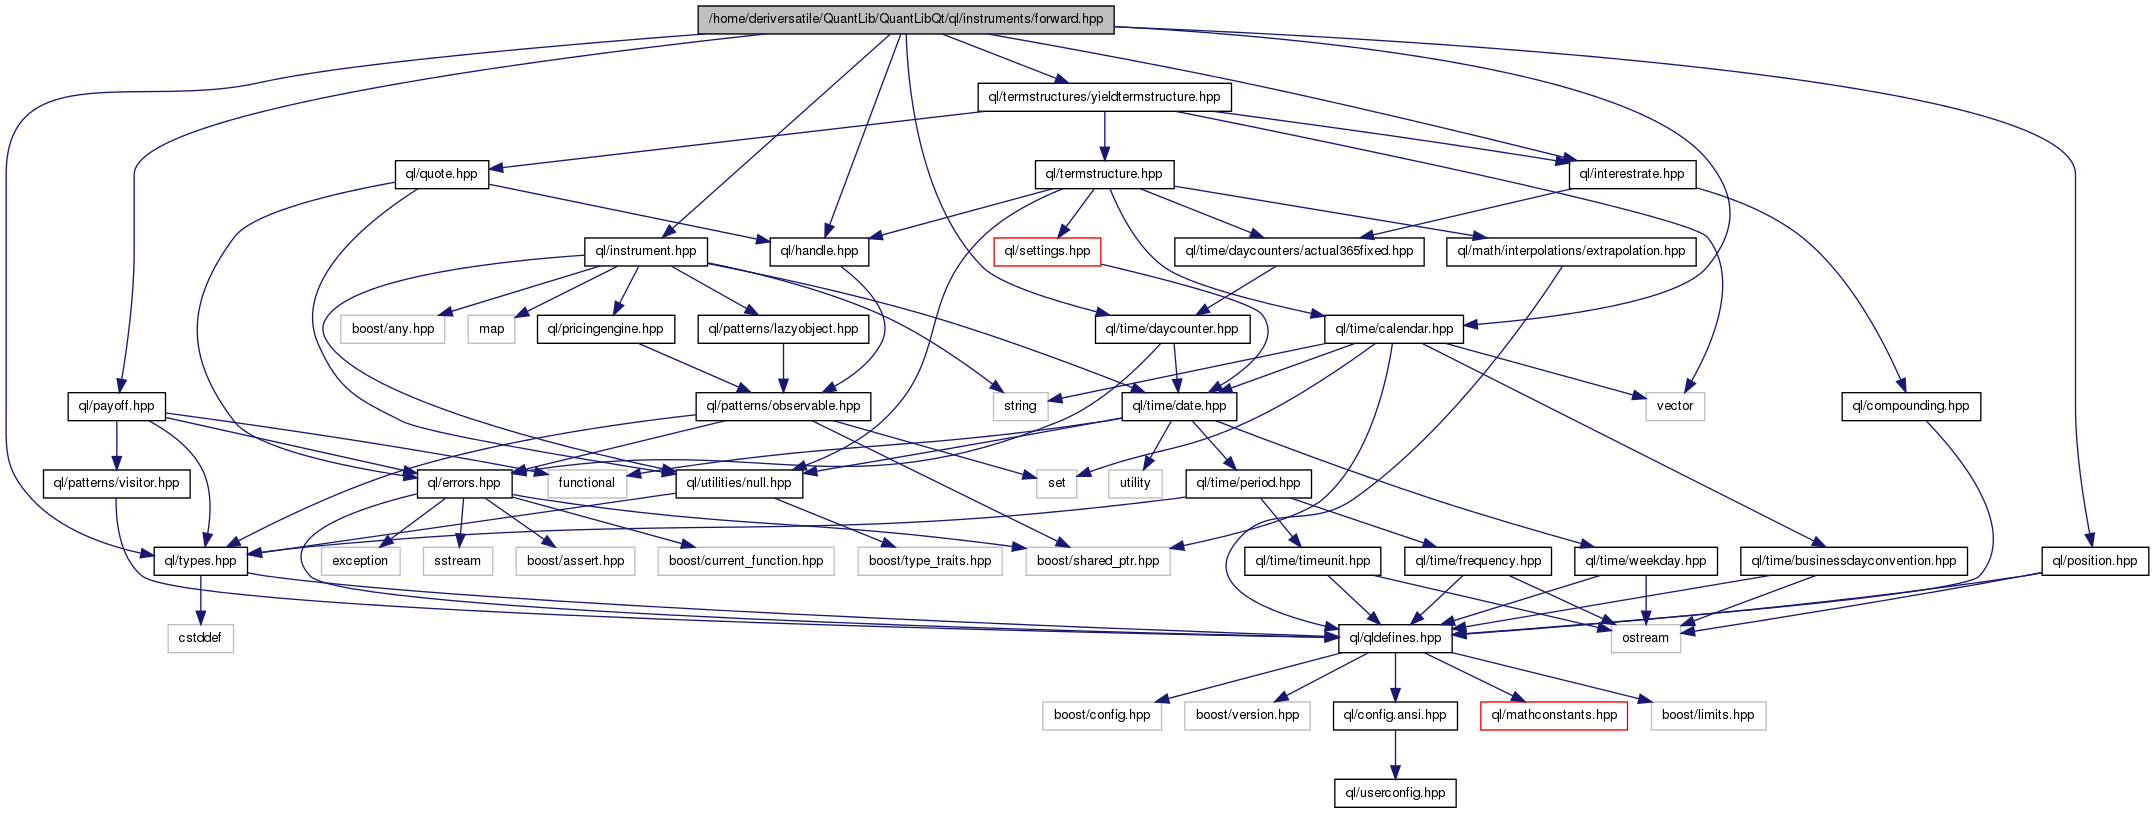 /home/deriversatile/QuantLib/QuantLibQt/ql/instruments/forward.hpp
ql/termstructures/yieldtermstructure.hpp
ql/quote.hpp
ql/termstructure.hpp
ql/interestrate.hpp
ql/instrument.hpp
ql/handle.hpp
ql/settings.hpp
ql/time/daycounters/actual365fixed.hpp
ql/math/interpolations/extrapolation.hpp
boost/any.hpp
map
ql/pricingengine.hpp
ql/patterns/lazyobject.hpp
ql/time/daycounter.hpp
ql/time/calendar.hpp
ql/payoff.hpp
ql/patterns/observable.hpp
string
ql/time/date.hpp
vector
ql/compounding.hpp
ql/patterns/visitor.hpp
ql/errors.hpp
functional
ql/utilities/null.hpp
set
utility
ql/time/period.hpp
ql/types.hpp
exception
sstream
boost/assert.hpp
boost/current_function.hpp
boost/type_traits.hpp
boost/shared_ptr.hpp
ql/time/timeunit.hpp
ql/time/frequency.hpp
ql/time/weekday.hpp
ql/time/businessdayconvention.hpp
ql/position.hpp
cstddef
ql/qldefines.hpp
ostream
boost/config.hpp
boost/version.hpp
ql/config.ansi.hpp
ql/mathconstants.hpp
boost/limits.hpp
ql/userconfig.hpp